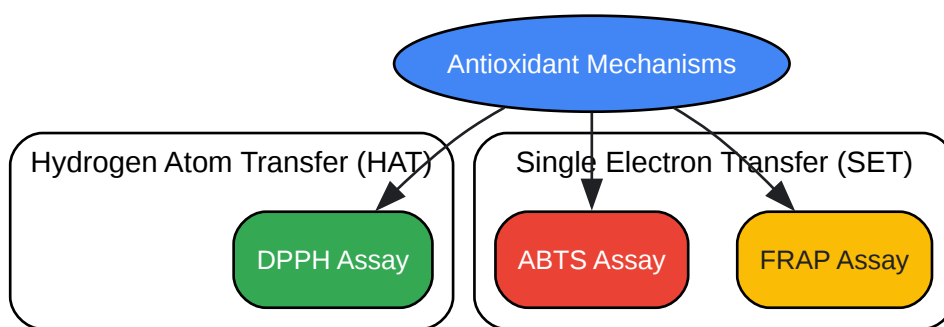 Antioxidant Mechanisms
Hydrogen Atom Transfer (HAT)
Single Electron Transfer (SET)
DPPH Assay
ABTS Assay
FRAP Assay